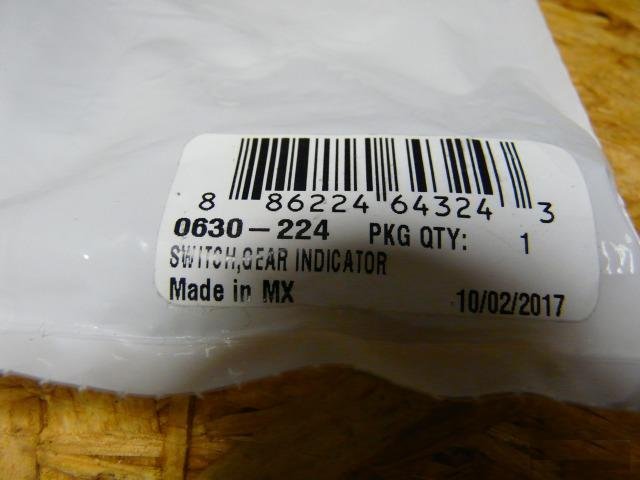 8 86224 64324 3
0630-224 PKG QTY: 1
SWITCH,GEAR INDICATOR
Made in MX 10/02/2017